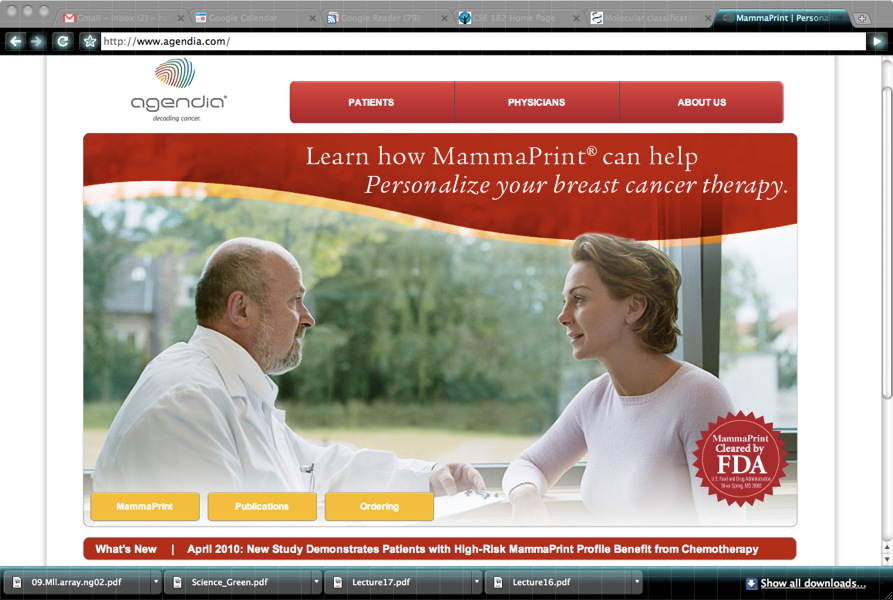 Gmail – Inbox (2) – h
Google Calendar
Google Reader (79)
CSE 182 Home Page
Molecular classificati
MammaPrint | Persona
http://www.agendia.com/
agendia®
decoding cancer.
PATIENTS
PHYSICIANS
ABOUT US
Learn how MammaPrint® can help
Personalize your breast cancer therapy.
MammaPrint
Cleared by
FDA
U.S. Food and Drug Administration
Silver Spring, MD 20993
MammaPrint
Publications
Ordering
What's New | April 2010: New Study Demonstrates Patients with High-Risk MammaPrint Profile Benefit from Chemotherapy
09.Mll.array.ng02.pdf
Science_Green.pdf
Lecture17.pdf
Lecture16.pdf
Show all downloads...